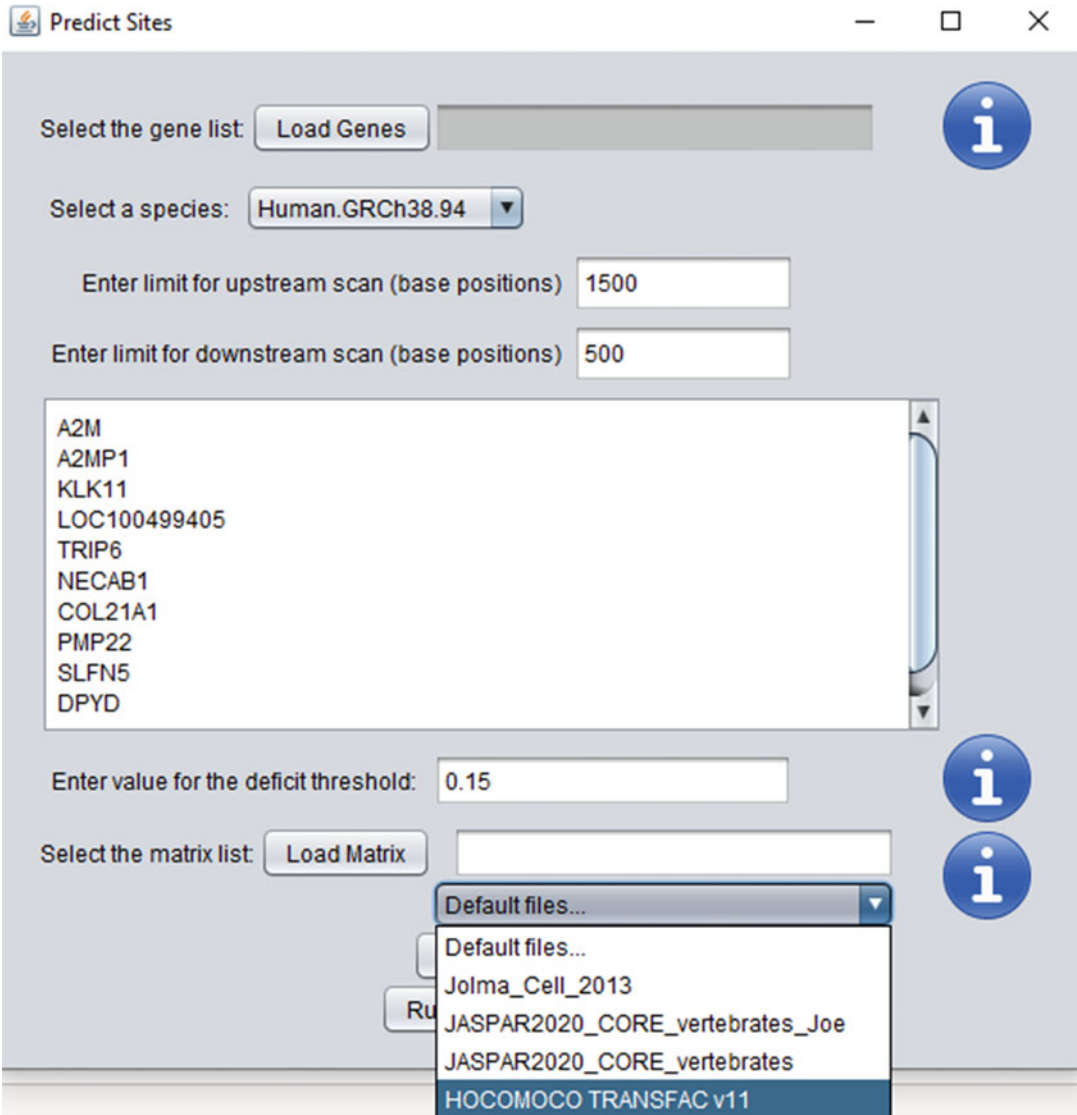 Predict Sites
Select the gene list: Load Genes
Select a species: Human.GRCh38.94
Enter limit for upstream scan (base positions) 1500
Enter limit for downstream scan (base positions) 500
A2M
A2MP1
KLK11
LOC100499405
TRIP6
NECAB1
COL21A1
PMP22
SLFN5
DPYD
Enter value for the deficit threshold: 0.15
Select the matrix list: Load Matrix
Default files...
Default files...
Jolma_Cell_2013
Ru
JASPAR2020_CORE_vertebrates_Joe
JASPAR2020_CORE_vertebrates
HOCOMOCO TRANSFAC v11